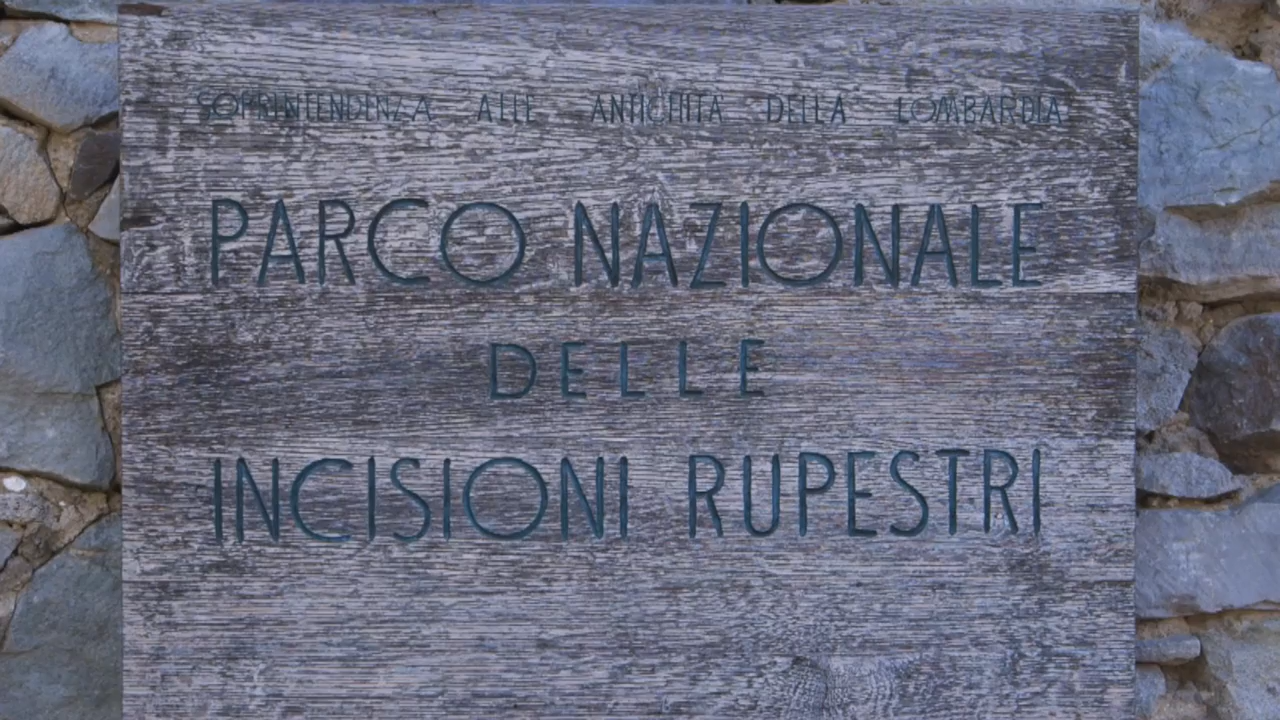 SOPRINTENDENZA ALLE ANTICHITÀ DELLA LOMBARDIA
PARCO NAZIONALE
DELLE
INCISIONI RUPESTRI